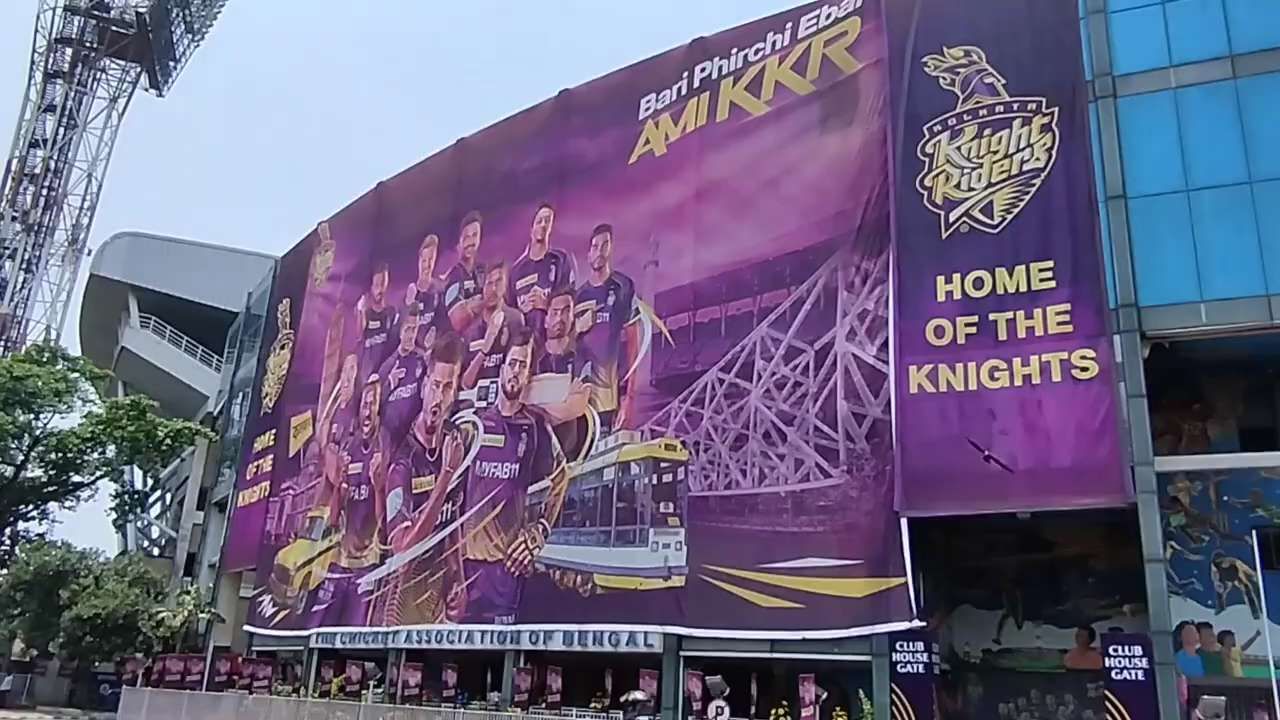 Bari Phirchi Ebar
AMI KKR
KOLKATA
Knight
Riders
HOME
OF THE
KNIGHTS
HOME
OF THE
KNIGHTS
MYFAB11
MYFAB11
THE CRICKET ASSOCIATION OF BENGAL
CLUB
HOUSE
GATE
CLUB
HOUSE
GATE